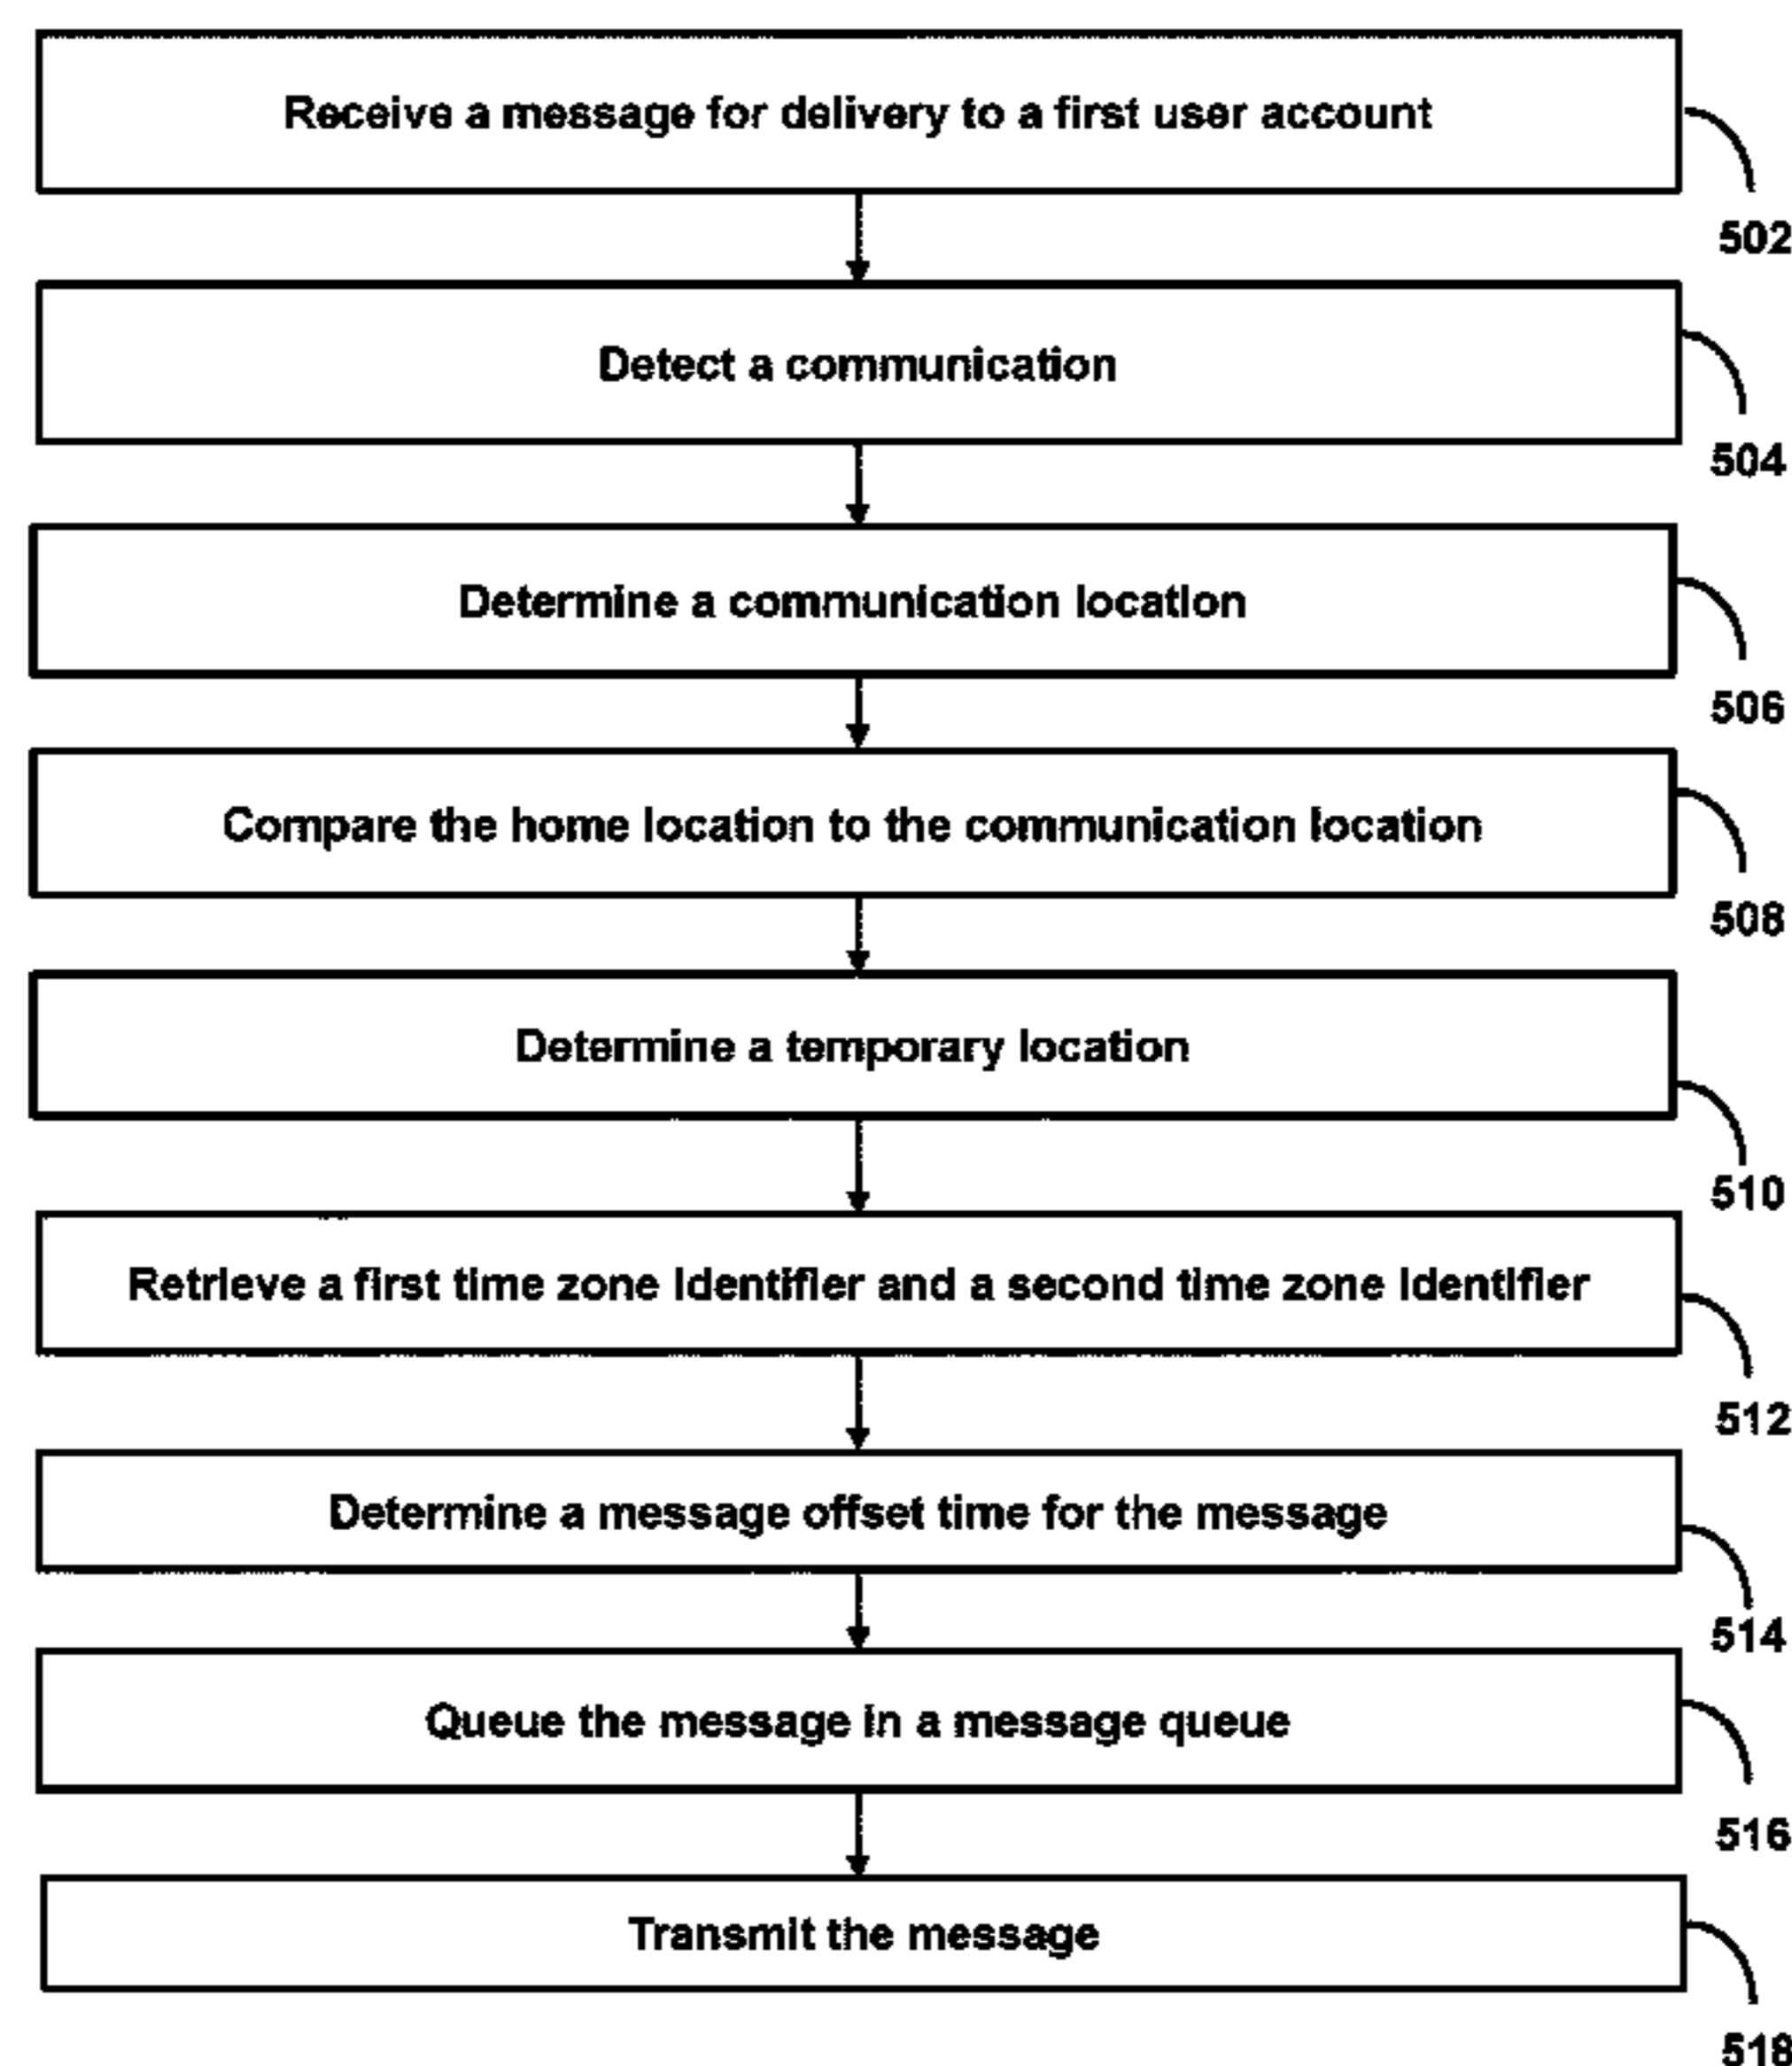 Receive a message for delivery to a first user account
502
Detect a communication
504
Determine a communication location
506
Compare the home location to the communication location
508
Determine a temporary location
510
Retrieve a first time zone identifier and a second time zone identifier
512
Determine a message offset time for the message
514
Queue the message in a message queue
516
Transmit the message
518